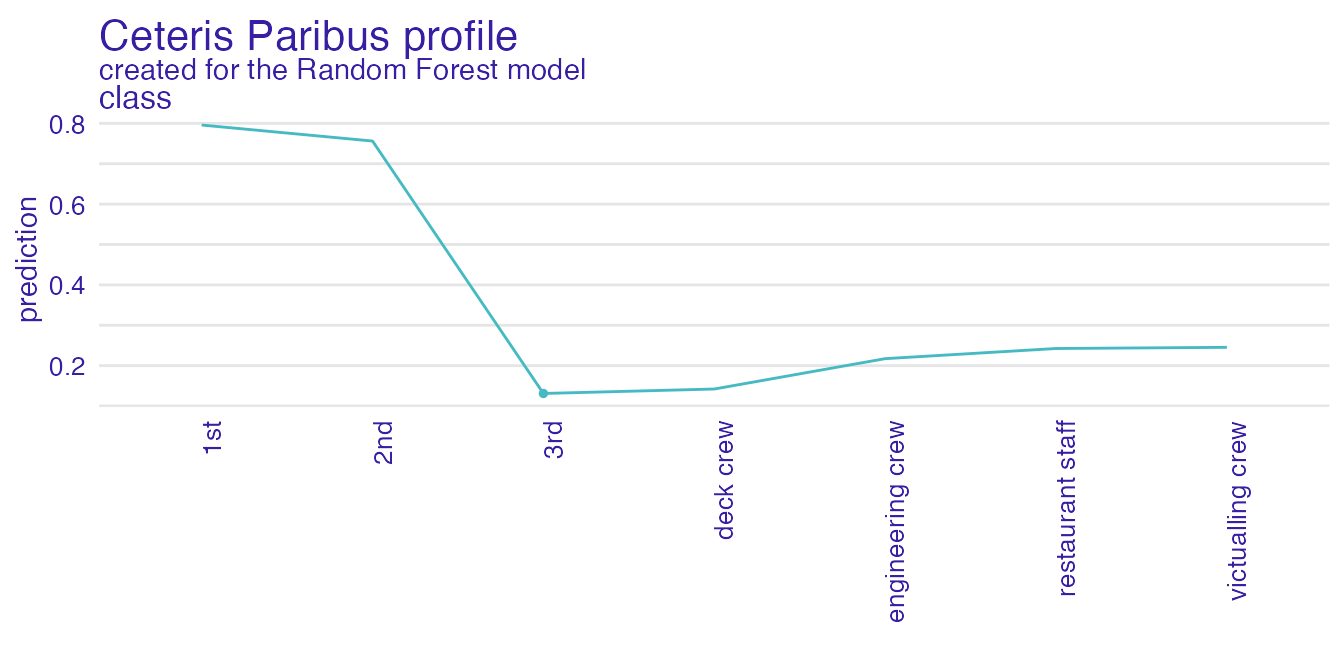 Ceteris Paribus profile
created for the Random Forest model
class
prediction
0.8
0.6
0.4
0.2
1st
2nd
3rd
deck crew
engineering crew
restaurant staff
victualling crew